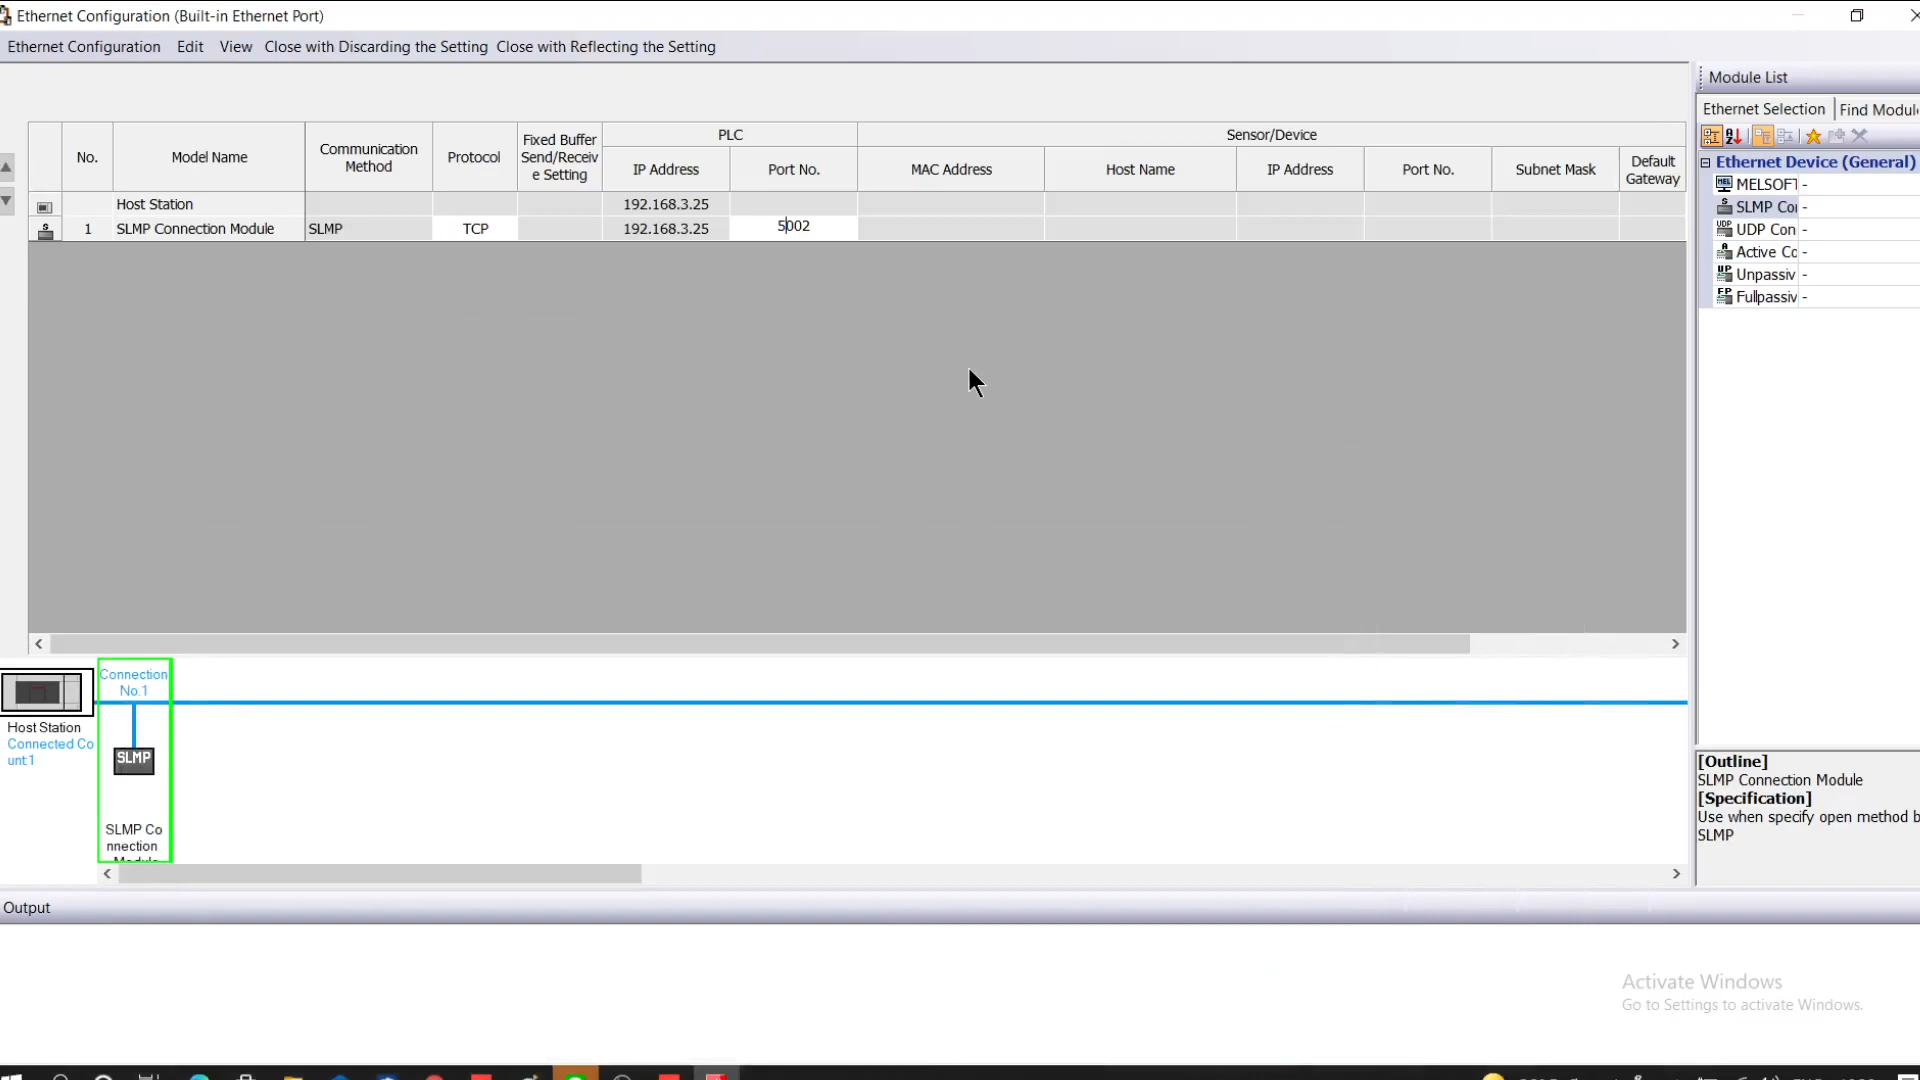 Ethernet Configuration (Built-in Ethernet Port)
Ethernet Configuration Edit View Close with Discarding the Setting Close with Reflecting the Setting
Module List
Ethernet Selection Find Modul
No. Model Name Communication Method Protocol Fixed Buffer Send/Receiv e Setting PLC Sensor/Device
IP Address Port No. MAC Address Host Name IP Address Port No. Subnet Mask Default Gateway
Host Station 192.168.3.25
1 SLMP Connection Module SLMP TCP 192.168.3.25 5002
Ethernet Device (General)
MELSOFT -
SLMP Co -
UDP Con -
Active Co -
Unpassiv -
Fullpassiv -
Connection
No.1
Host Station
Connected Co
unt:1
SLMP
SLMP Co
nnection
Module
[Outline]
SLMP Connection Module
[Specification]
Use when specify open method b
SLMP
Output
Activate Windows
Go to Settings to activate Windows.